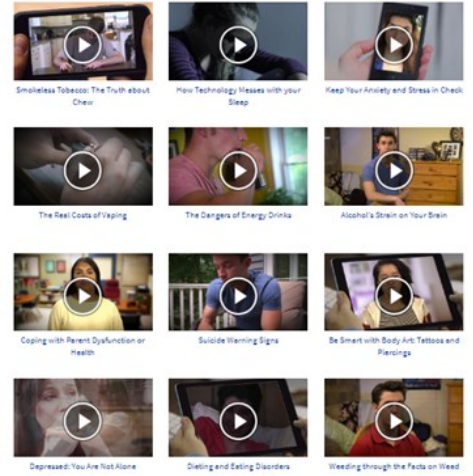 Smokeless Tobacco: The Truth about
Chew
How Technology Messes with your
Sleep
Keep Your Anxiety and Stress in Check
The Real Costs of Vaping
The Dangers of Energy Drinks
Alcohol's Strain on Your Brain
Coping with Parent Dysfunction or
Health
Suicide Warning Signs
Be Smart with Body Art: Tattoos and
Piercings
Depressed: You Are Not Alone
Dieting and Eating Disorders
Weeding through the Facts on Weed